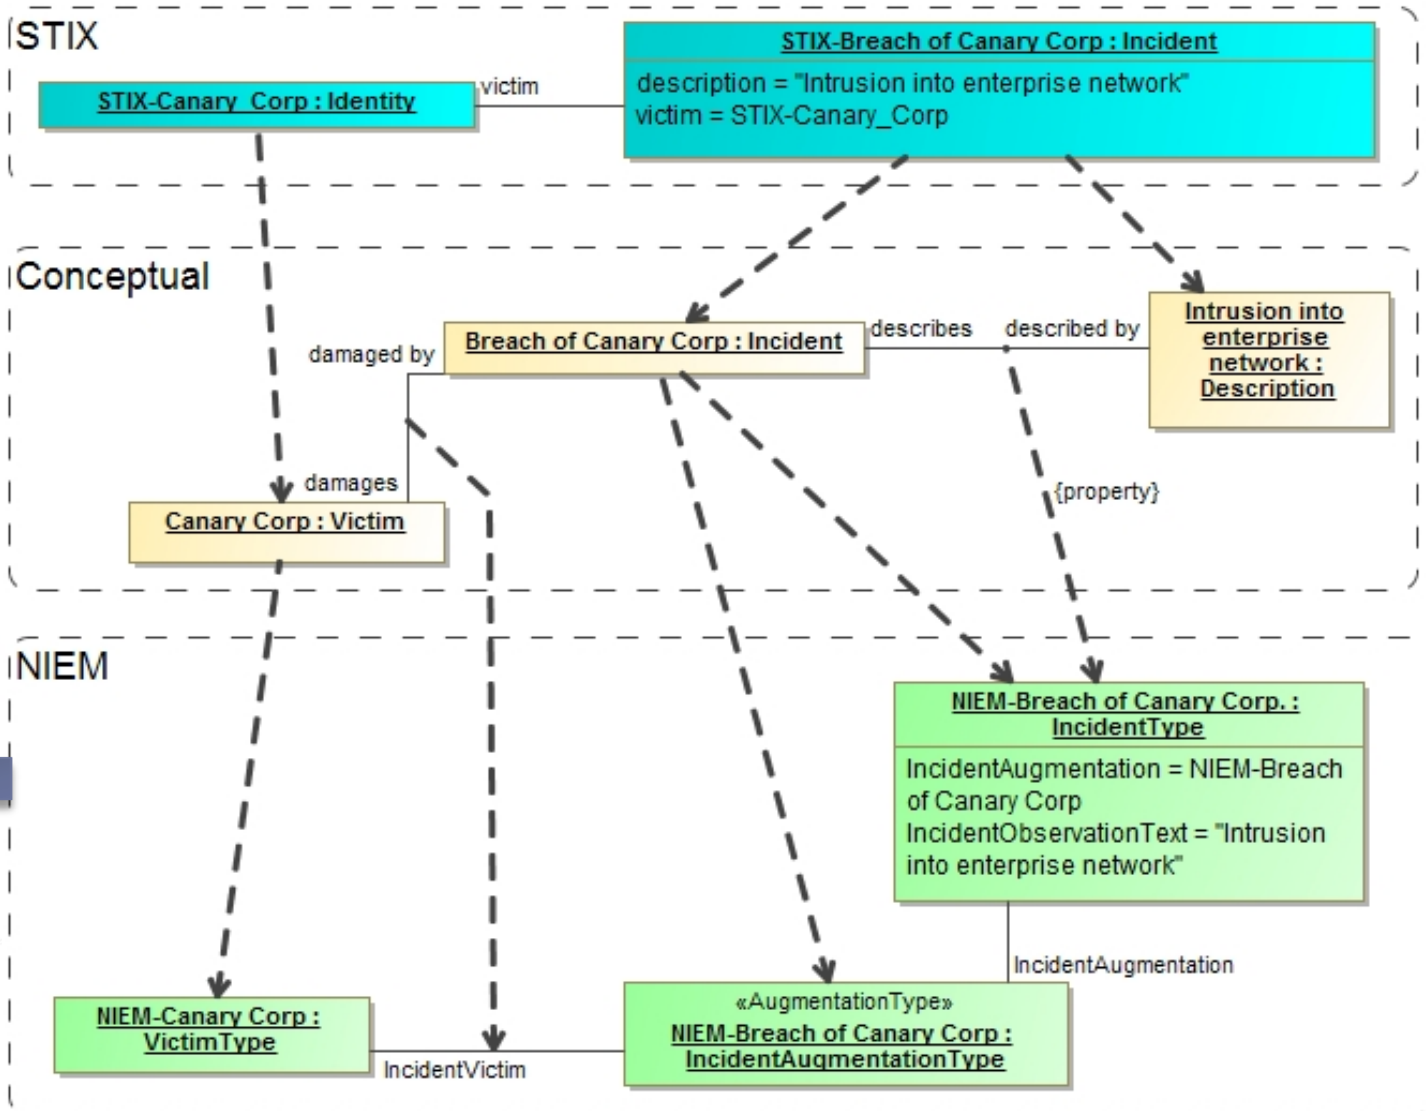 STIX
STIX-Breach of Canary Corp : Incident
description = "Intrusion into enterprise network"
victim = STIX-Canary_Corp
STIX-Canary_Corp : Identity
victim
Conceptual
Breach of Canary Corp : Incident
describes
described by
Intrusion into
enterprise
network :
Description
damaged by
damages
{property}
Canary Corp : Victim
NIEM
NIEM-Breach of Canary Corp. :
IncidentType
IncidentAugmentation = NIEM-Breach
of Canary Corp
IncidentObservationText = "Intrusion
into enterprise network"
IncidentAugmentation
«AugmentationType»
NIEM-Breach of Canary Corp :
IncidentAugmentationType
NIEM-Canary Corp :
VictimType
IncidentVictim